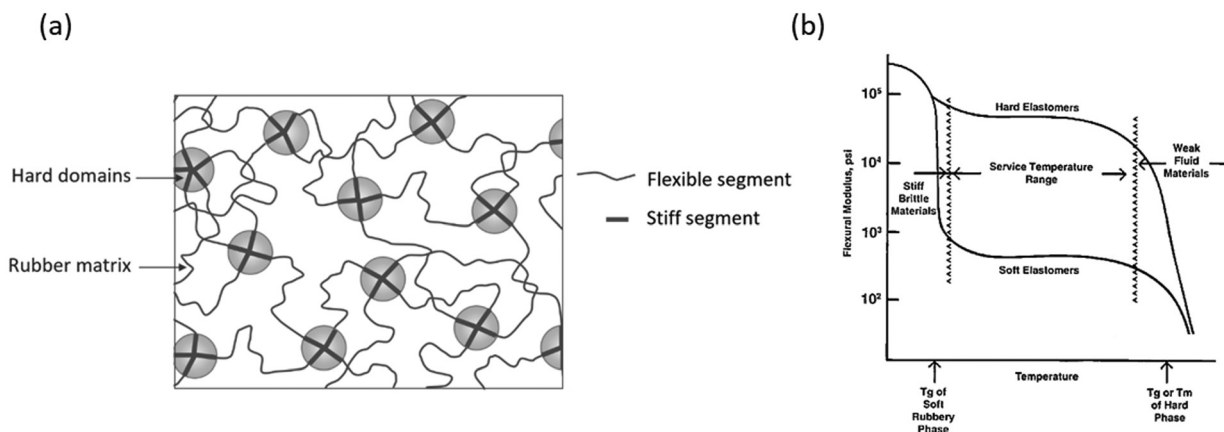 (a)
Hard domains
Rubber matrix
Flexible segment
Stiff segment
(b)
Flexural Modulus, psi
10⁵
10⁴
10³
10²
Hard Elastomers
Service Temperature
Range
Stiff
Brittle
Materials
Weak
Fluid
Materials
Soft Elastomers
Temperature
Tg of
Soft
Rubbery
Phase
Tg or Tm
of Hard
Phase